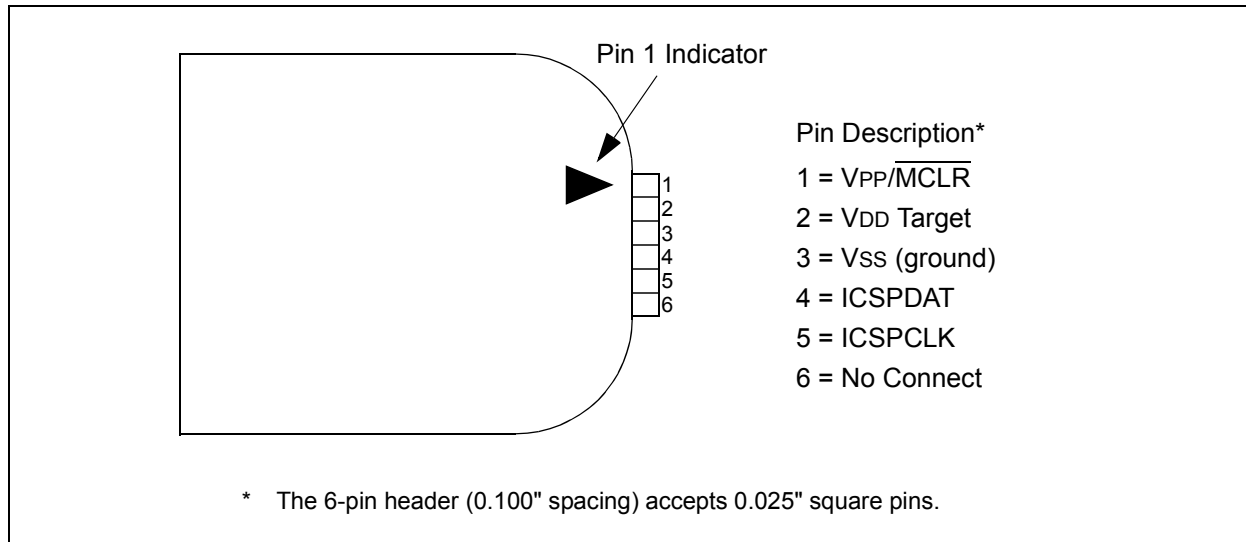 Pin 1 Indicator
1
2
3
4
5
6
Pin Description*
1 = VPP/M̅C̅L̅R̅
2 = VDD Target
3 = VSS (ground)
4 = ICSPDAT
5 = ICSPCLK
6 = No Connect
* The 6-pin header (0.100" spacing) accepts 0.025" square pins.